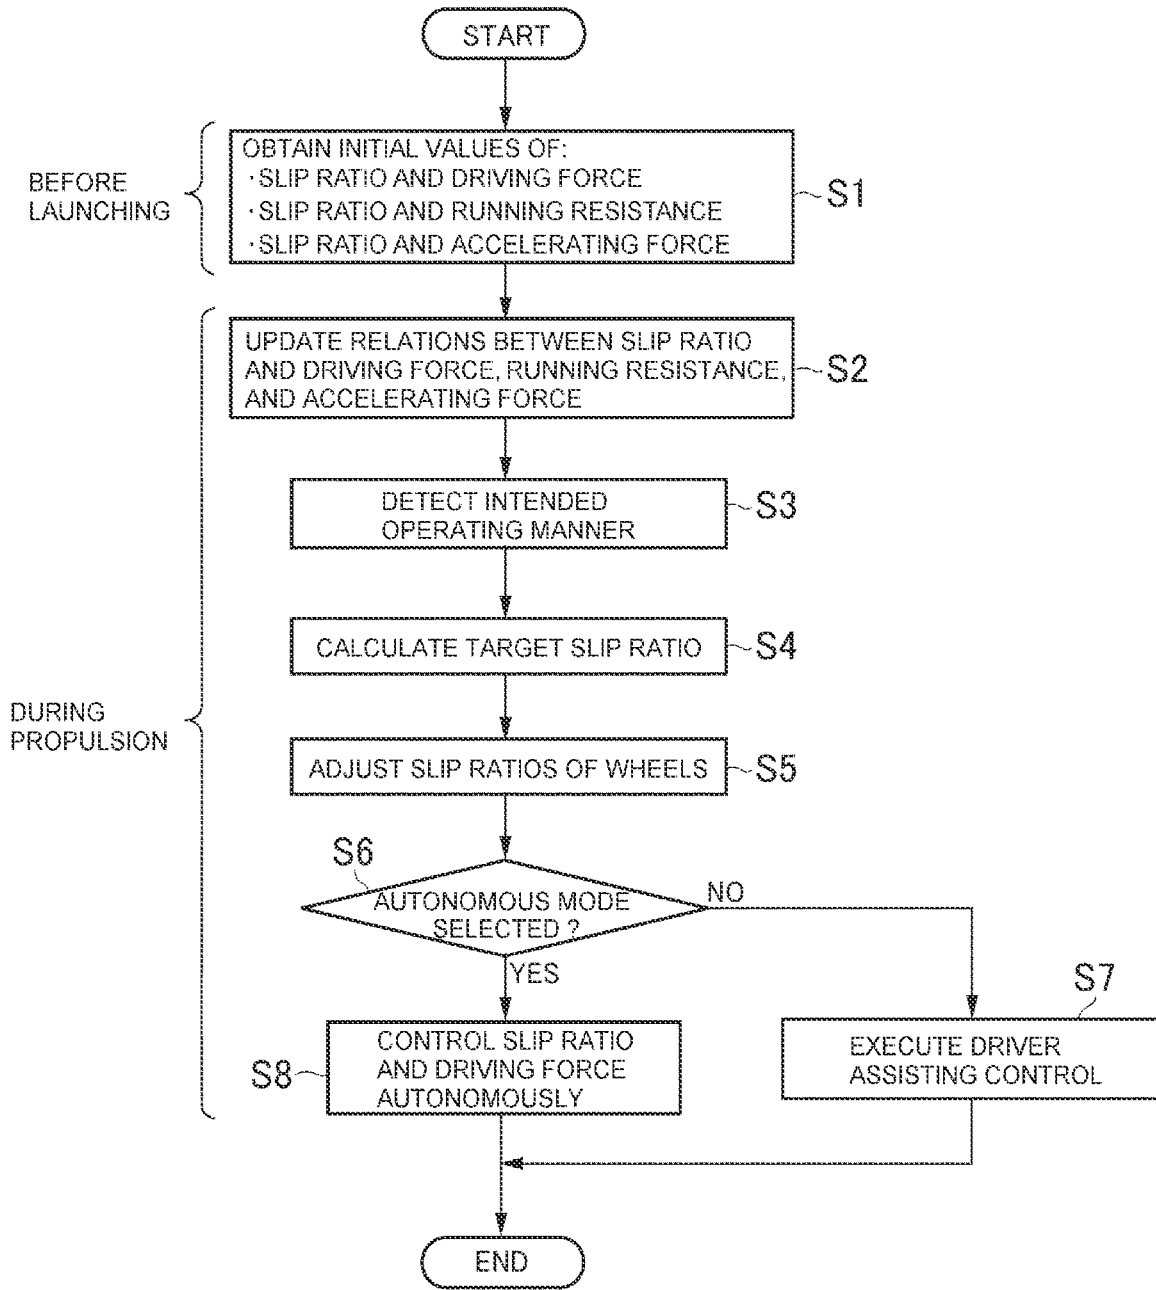 START
BEFORE
LAUNCHING
OBTAIN INITIAL VALUES OF:
·SLIP RATIO AND DRIVING FORCE
·SLIP RATIO AND RUNNING RESISTANCE
·SLIP RATIO AND ACCELERATING FORCE
S1
UPDATE RELATIONS BETWEEN SLIP RATIO
AND DRIVING FORCE, RUNNING RESISTANCE,
AND ACCELERATING FORCE
S2
DETECT INTENDED
OPERATING MANNER
S3
CALCULATE TARGET SLIP RATIO
S4
DURING
PROPULSION
ADJUST SLIP RATIOS OF WHEELS
S5
S6
AUTONOMOUS MODE
SELECTED ?
NO
YES
S7
EXECUTE DRIVER
ASSISTING CONTROL
S8
CONTROL SLIP RATIO
AND DRIVING FORCE
AUTONOMOUSLY
END